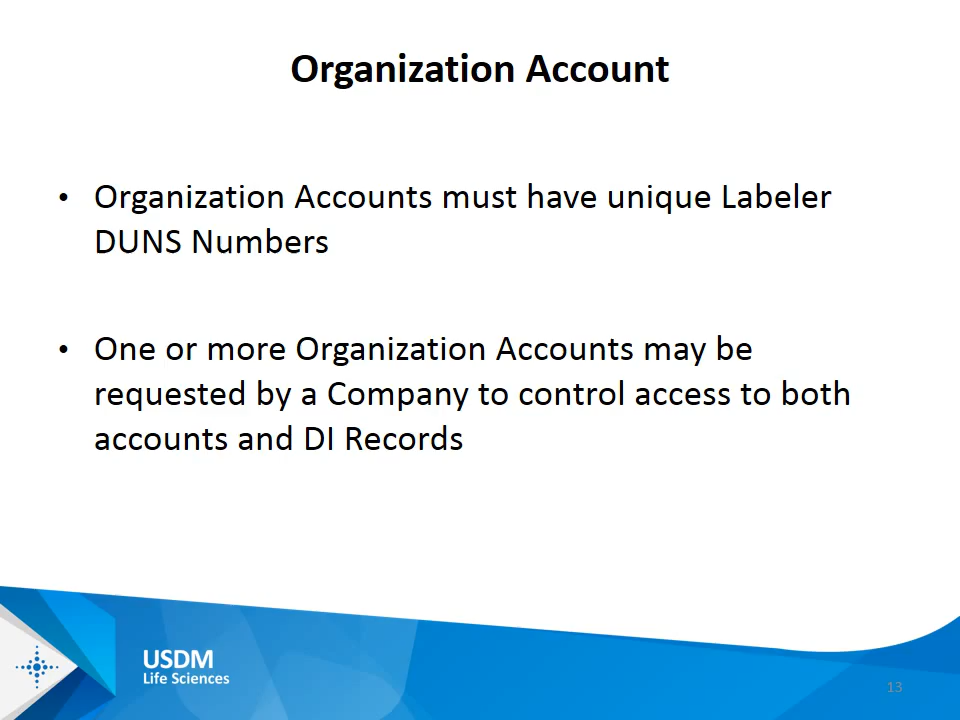 Organization Account
• Organization Accounts must have unique Labeler
DUNS Numbers
• One or more Organization Accounts may be
requested by a Company to control access to both
accounts and DI Records
USDM
Life Sciences
13